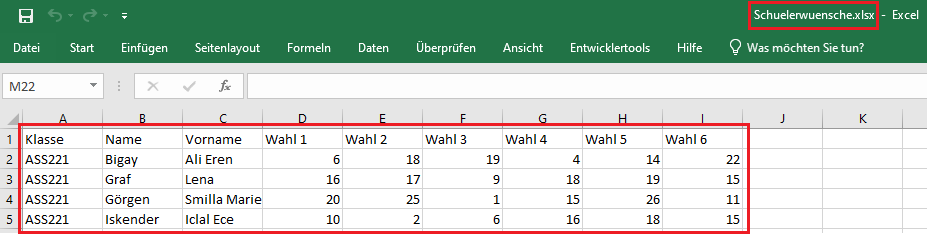 Schuelerwuensche.xlsx - Excel
Datei Start Einfügen Seitenlayout Formeln Daten Überprüfen Ansicht Entwicklertools Hilfe Was möchten Sie tun?
M22 fx
A B C D E F G H I J K
1 Klasse Name Vorname Wahl 1 Wahl 2 Wahl 3 Wahl 4 Wahl 5 Wahl 6
2 ASS221 Bigay Ali Eren 6 18 19 4 14 22
3 ASS221 Graf Lena 16 17 9 18 19 15
4 ASS221 Görgen Smilla Marie 20 25 1 15 26 11
5 ASS221 Iskender Iclal Ece 10 2 6 16 18 15